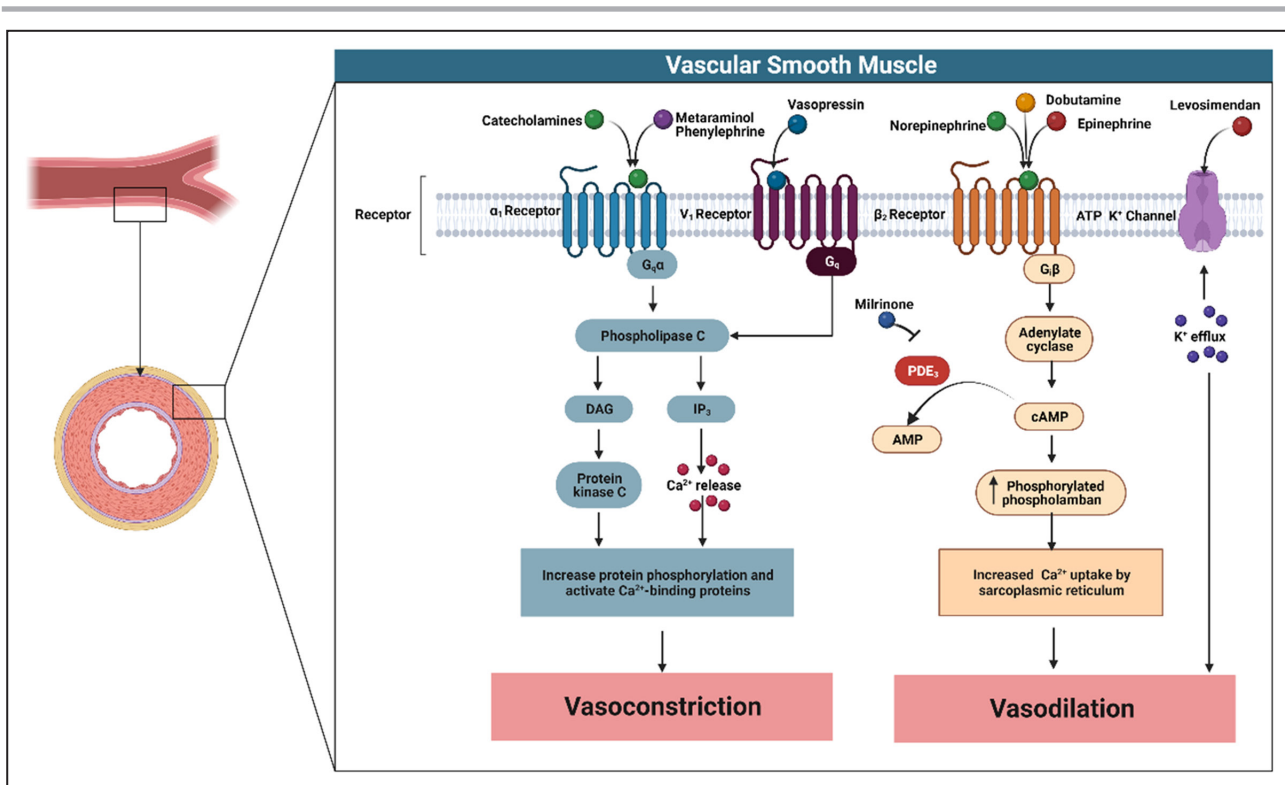 Vascular Smooth Muscle
Catecholamines
Metaraminol
Phenylephrine
Vasopressin
Norepinephrine
Dobutamine
Epinephrine
Levosimendan
Receptor
α₁ Receptor
V₁ Receptor
β₂ Receptor
ATP K⁺ Channel
Gqα
Gq
Giβ
Phospholipase C
Milrinone
PDE₃
Adenylate
cyclase
K⁺ efflux
DAG
IP₃
AMP
cAMP
Protein
kinase C
Ca²⁺ release
↑ Phosphorylated
phospholamban
Increase protein phosphorylation and
activate Ca²⁺-binding proteins
Increased Ca²⁺ uptake by
sarcoplasmic reticulum
Vasoconstriction
Vasodilation